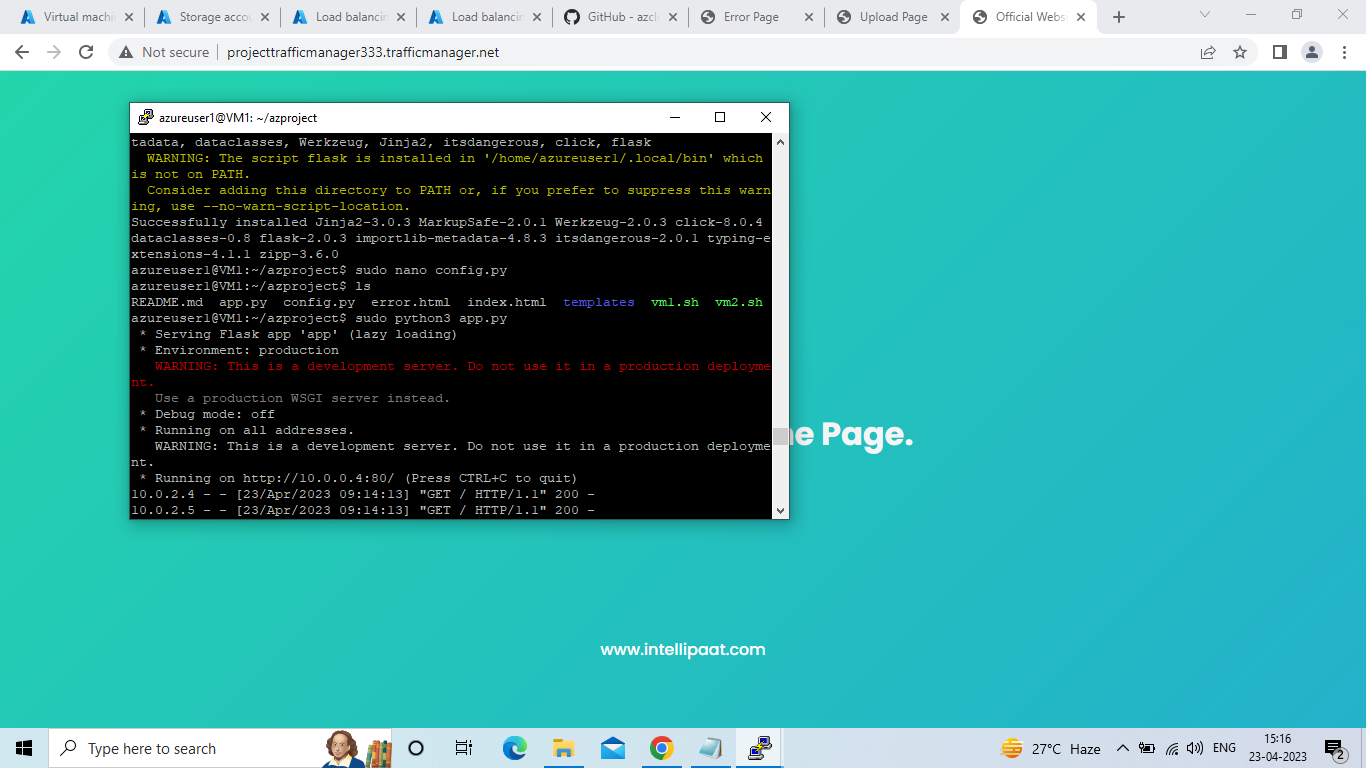 Virtual machi
Storage acco
Load balancin
Load balancin
GitHub - azcl
Error Page
Upload Page
Official Webs
Not secure
projecttrafficmanager333.trafficmanager.net
azureuser1@VM1: ~/azproject
tadata, dataclasses, Werkzeug, Jinja2, itsdangerous, click, flask
WARNING: The script flask is installed in '/home/azureuser1/.local/bin' which
is not on PATH.
Consider adding this directory to PATH or, if you prefer to suppress this warn
ing, use --no-warn-script-location.
Successfully installed Jinja2-3.0.3 MarkupSafe-2.0.1 Werkzeug-2.0.3 click-8.0.4
dataclasses-0.8 flask-2.0.3 importlib-metadata-4.8.3 itsdangerous-2.0.1 typing-e
xtensions-4.1.1 zipp-3.6.0
azureuser1@VM1:~/azproject$ sudo nano config.py
azureuser1@VM1:~/azproject$ ls
README.md app.py config.py error.html index.html templates vm1.sh vm2.sh
azureuser1@VM1:~/azproject$ sudo python3 app.py
* Serving Flask app 'app' (lazy loading)
* Environment: production
WARNING: This is a development server. Do not use it in a production deployme
nt.
Use a production WSGI server instead.
* Debug mode: off
* Running on all addresses.
WARNING: This is a development server. Do not use it in a production deployme
nt.
* Running on http://10.0.0.4:80/ (Press CTRL+C to quit)
10.0.2.4 - - [23/Apr/2023 09:14:13] "GET / HTTP/1.1" 200 -
10.0.2.5 - - [23/Apr/2023 09:14:13] "GET / HTTP/1.1" 200 -
e Page.
www.intellipaat.com
Type here to search
27°C Haze
ENG
15:16
23-04-2023
2